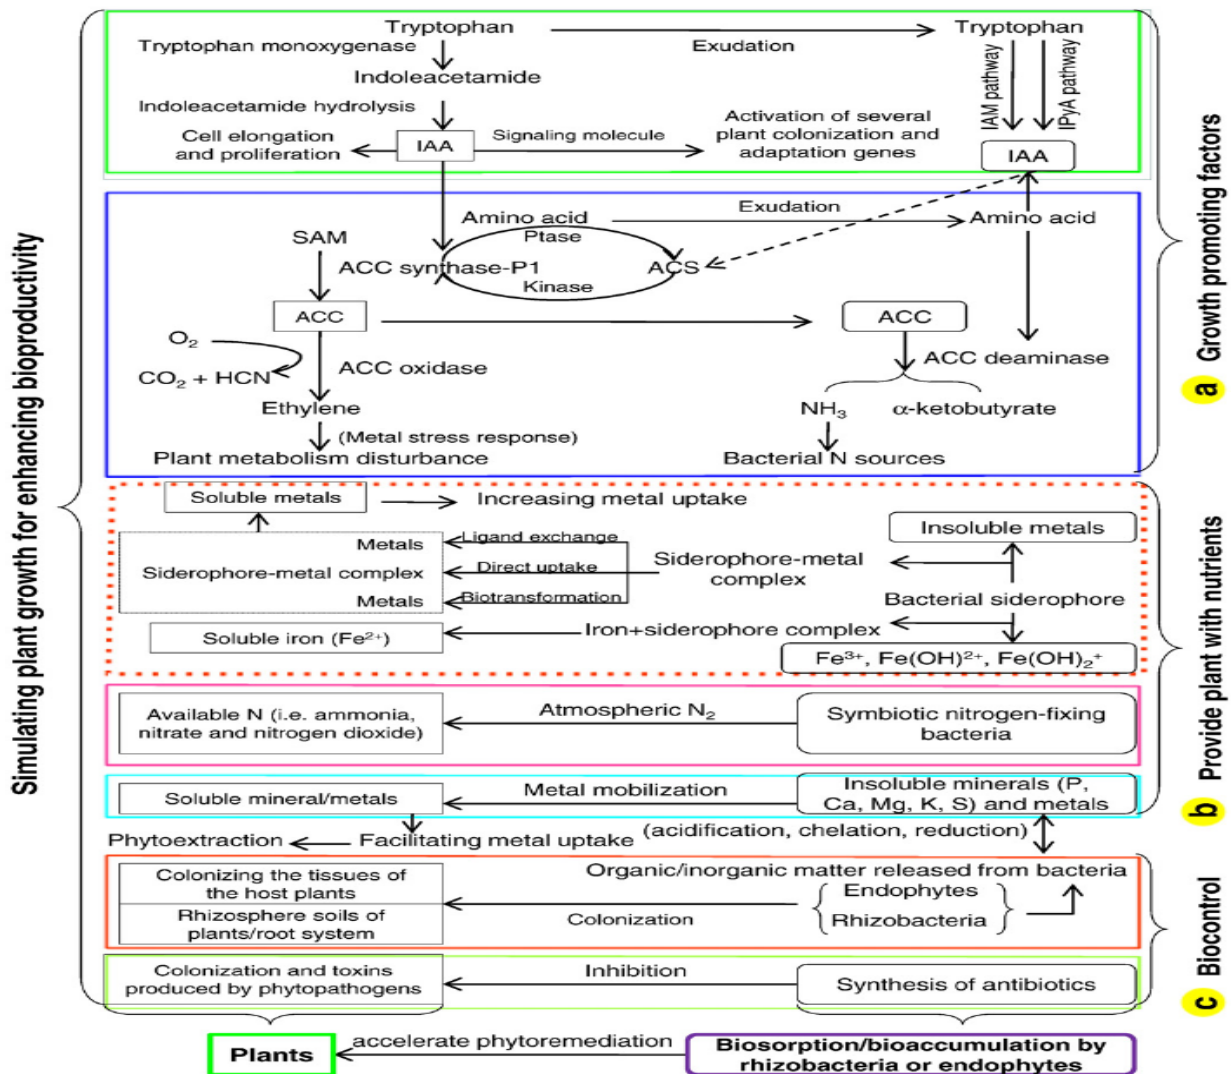 Tryptophan
Tryptophan
Tryptophan monoxygenase
Exudation
Indoleacetamide
IAM pathway
IPyA pathway
Indoleacetamide hydrolysis
Cell elongation
and proliferation
IAA
Signaling molecule
Activation of several
plant colonization and
adaptation genes
IAA
Amino acid
Exudation
Amino acid
SAM
Ptase
ACC synthase-P1
ACS
Kinase
ACC
ACC
O2
ACC oxidase
ACC deaminase
CO2 + HCN
Ethylene
NH3
α-ketobutyrate
(Metal stress response)
Plant metabolism disturbance
Bacterial N sources
Soluble metals
Increasing metal uptake
Insoluble metals
Metals
Ligand exchange
Siderophore-metal complex
Direct uptake
Siderophore-metal
complex
Metals
Biotransformation
Bacterial siderophore
Soluble iron (Fe2+)
Iron+siderophore complex
Fe3+, Fe(OH)2+, Fe(OH)2+
Available N (i.e. ammonia,
nitrate and nitrogen dioxide)
Atmospheric N2
Symbiotic nitrogen-fixing
bacteria
Soluble mineral/metals
Metal mobilization
Insoluble minerals (P,
Ca, Mg, K, S) and metals
Phytoextraction
Facilitating metal uptake
(acidification, chelation, reduction)
Colonizing the tissues of
the host plants
Organic/inorganic matter released from bacteria
Endophytes
Rhizosphere soils of
plants/root system
Colonization
Rhizobacteria
Colonization and toxins
produced by phytopathogens
Inhibition
Synthesis of antibiotics
Plants
accelerate phytoremediation
Biosorption/bioaccumulation by
rhizobacteria or endophytes
Simulating plant growth for enhancing bioproductivity
a Growth promoting factors
b Provide plant with nutrients
c Biocontrol